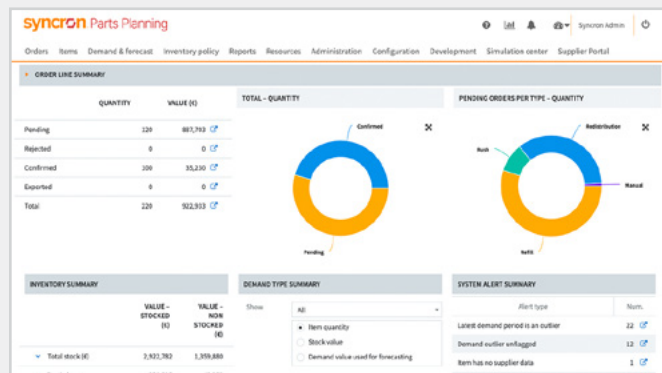 syncron Parts Planning
Syncron Admin
Orders Items Demand & forecast Inventory policy Reports Resources Administration Configuration Development Simulation center Supplier Portal
ORDER LINE SUMMARY
QUANTITY VALUE (€)
Pending 120 887,703
Rejected 0 0
Confirmed 100 35,230
Exported 0 0
Total 220 922,933
TOTAL – QUANTITY
Confirmed
Pending
PENDING ORDERS PER TYPE – QUANTITY
Redistribution
Rush
Manual
Refill
INVENTORY SUMMARY
VALUE – STOCKED (€)
VALUE – NON STOCKED (€)
Total stock (€) 2,922,782 1,359,880
DEMAND TYPE SUMMARY
Show All
Item quantity
Stock value
Demand value used for forecasting
SYSTEM ALERT SUMMARY
Alert type Num.
Latest demand period is an outlier 22
Demand outlier unflagged 12
Item has no supplier data 1